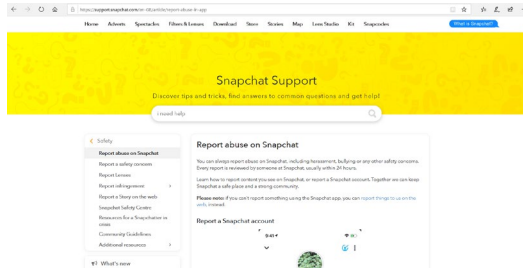 https://support.snapchat.com/en-GB/article/report-abuse-in-app
Home Adverts Spectacles Filters & Lenses Download Store Stories Map Lens Studio Kit Snapcodes
What is Snapchat?
Snapchat Support
Discover tips and tricks, find answers to common questions and get help!
i need help
Safety
Report abuse on Snapchat
Report a safety concern
Report Lenses
Report infringement
Report a Story on the web
Snapchat Safety Centre
Resources for a Snapchatter in crisis
Community Guidelines
Additional resources
What's now
Report abuse on Snapchat
You can always report abuse on Snapchat, including harassment, bullying or any other safety concerns.
Every report is reviewed by someone at Snapchat, usually within 24 hours.
Learn how to report content you see on Snapchat, or report a Snapchat account. Together we can keep
Snapchat a safe place and a strong community.
Please note: if you can't report something using the Snapchat app, you can report things to us on the
web, instead.
Report a Snapchat account
9:41